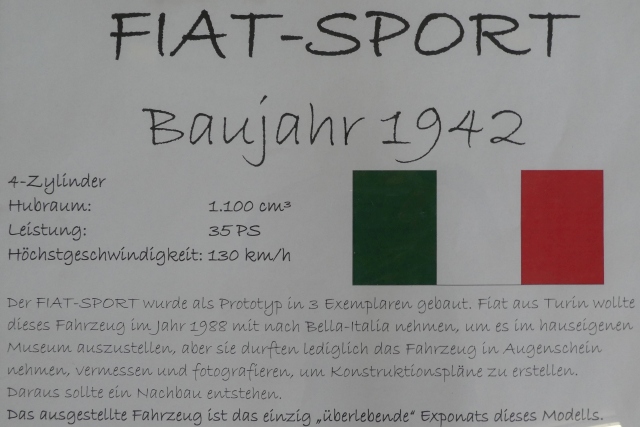 FIAT-SPORT
Baujahr 1942
4-Zylinder
Hubraum: 1.100 cm³
Leistung: 35 PS
Höchstgeschwindigkeit: 130 km/h
Der FIAT-SPORT wurde als Prototyp in 3 Exemplaren gebaut. Fiat aus Turin wollte
dieses Fahrzeug im Jahr 1988 mit nach Bella-Italia nehmen, um es im hauseigenen
Museum auszustellen, aber sie durften lediglich das Fahrzeug in Augenschein
nehmen, vermessen und fotografieren, um Konstruktionspläne zu erstellen.
Daraus sollte ein Nachbau entstehen.
Das ausgestellte Fahrzeug ist das einzig „überlebende“ Exponats dieses Modells.